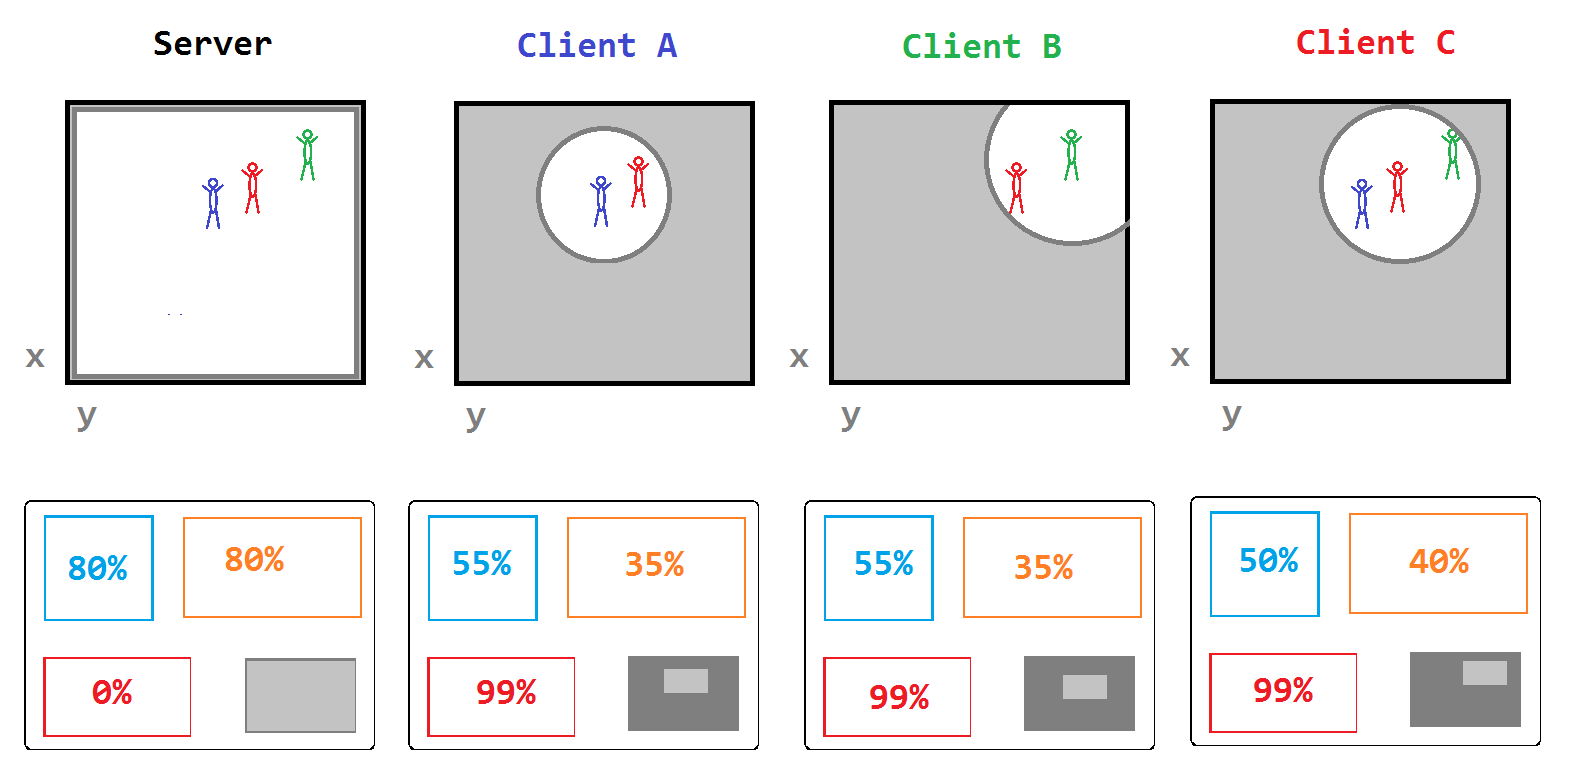 Server
Client A
Client B
Client C
x
y
x
y
x
y
x
y
80%
80%
0%
55%
35%
99%
55%
35%
99%
50%
40%
99%